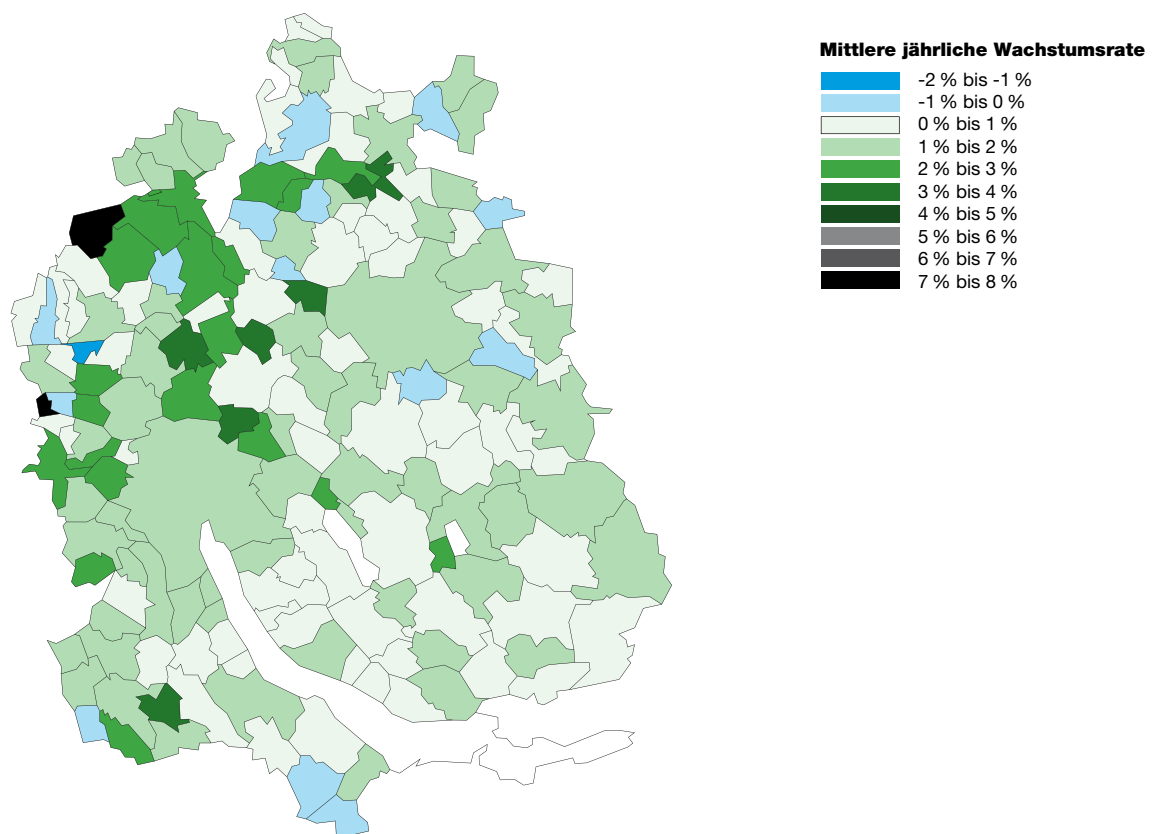 Mittlere jährliche Wachstumsrate
-2 % bis -1 %
-1 % bis 0 %
0 % bis 1 %
1 % bis 2 %
2 % bis 3 %
3 % bis 4 %
4 % bis 5 %
5 % bis 6 %
6 % bis 7 %
7 % bis 8 %